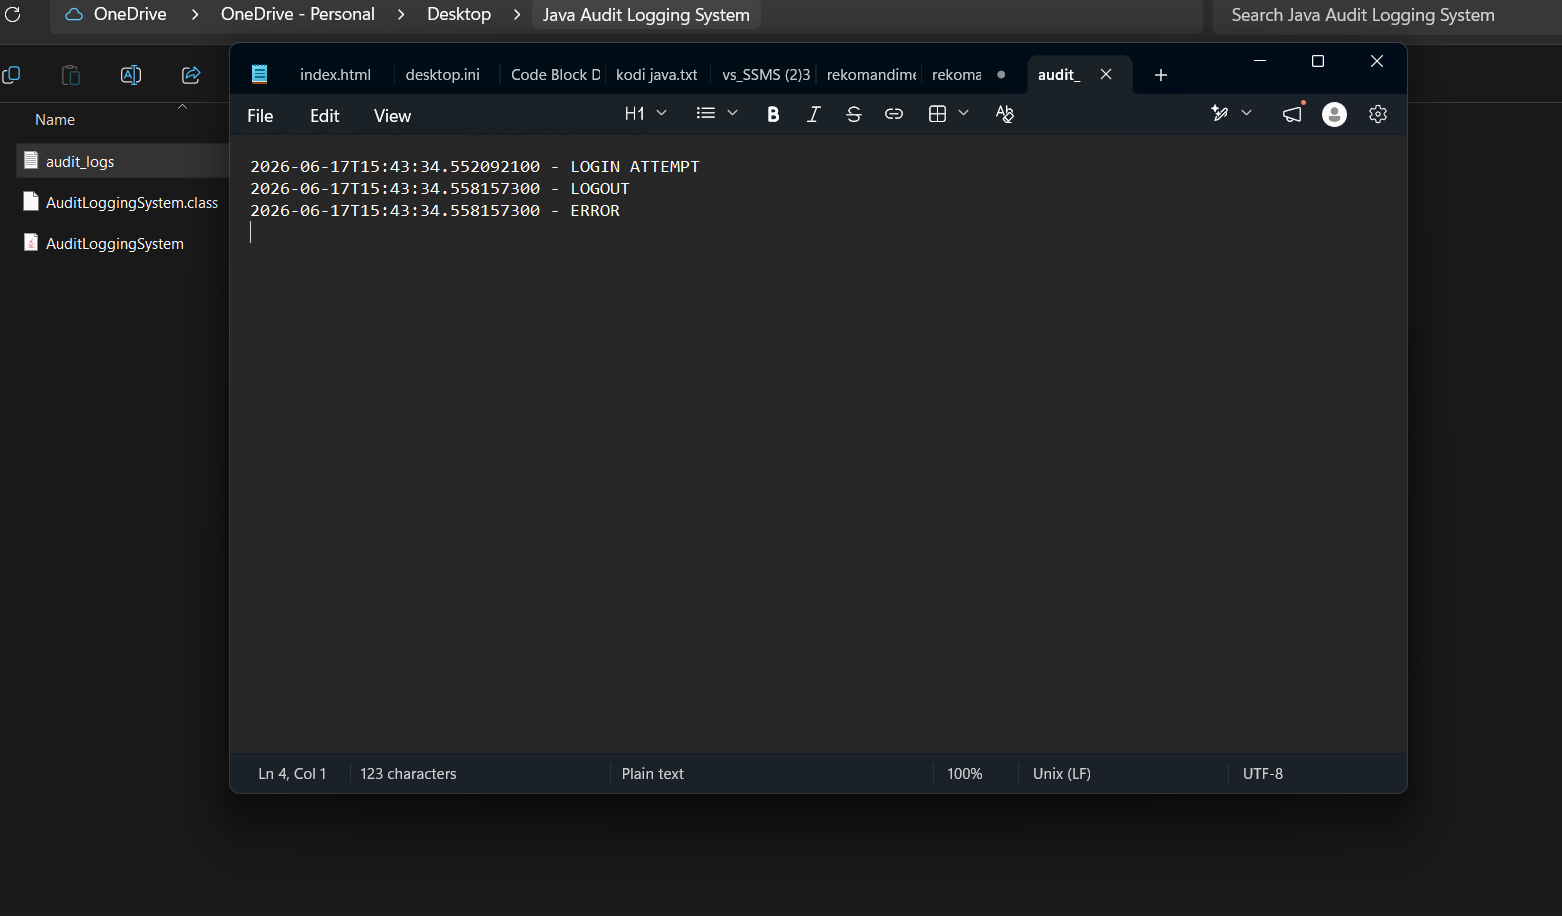 OneDrive > OneDrive - Personal > Desktop > Java Audit Logging System
Search Java Audit Logging System
index.html
desktop.ini
Code Block D
kodi java.txt
vs_SSMS (2)3
rekomandim
rekoma
audit_
File
Edit
View
H1
B
I
S
Name
audit_logs
AuditLoggingSystem.class
AuditLoggingSystem
2026-06-17T15:43:34.552092100 - LOGIN ATTEMPT
2026-06-17T15:43:34.558157300 - LOGOUT
2026-06-17T15:43:34.558157300 - ERROR
Ln 4, Col 1
123 characters
Plain text
100%
Unix (LF)
UTF-8